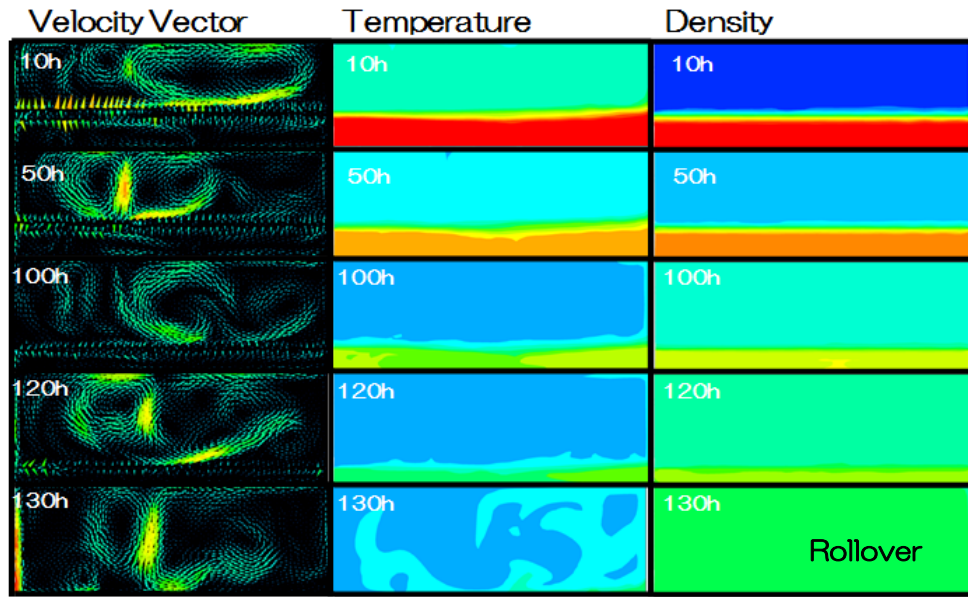 Velocity Vector Temperature Density
10h 10h 10h
50h 50h 50h
100h 100h 100h
120h 120h 120h
130h 130h 130h
Rollover